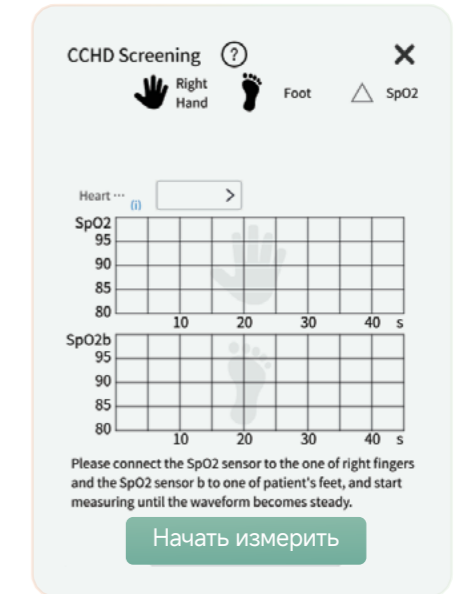 CCHD Screening ?
Right
Hand
Foot
SpO2
Heart ··· (i)
SpO2
95
90
85
80
10 20 30 40 s
SpO2b
95
90
85
80
10 20 30 40 s
Please connect the SpO2 sensor to the one of right fingers
and the SpO2 sensor b to one of patient's feet, and start
measuring until the waveform becomes steady.
Начать измерить